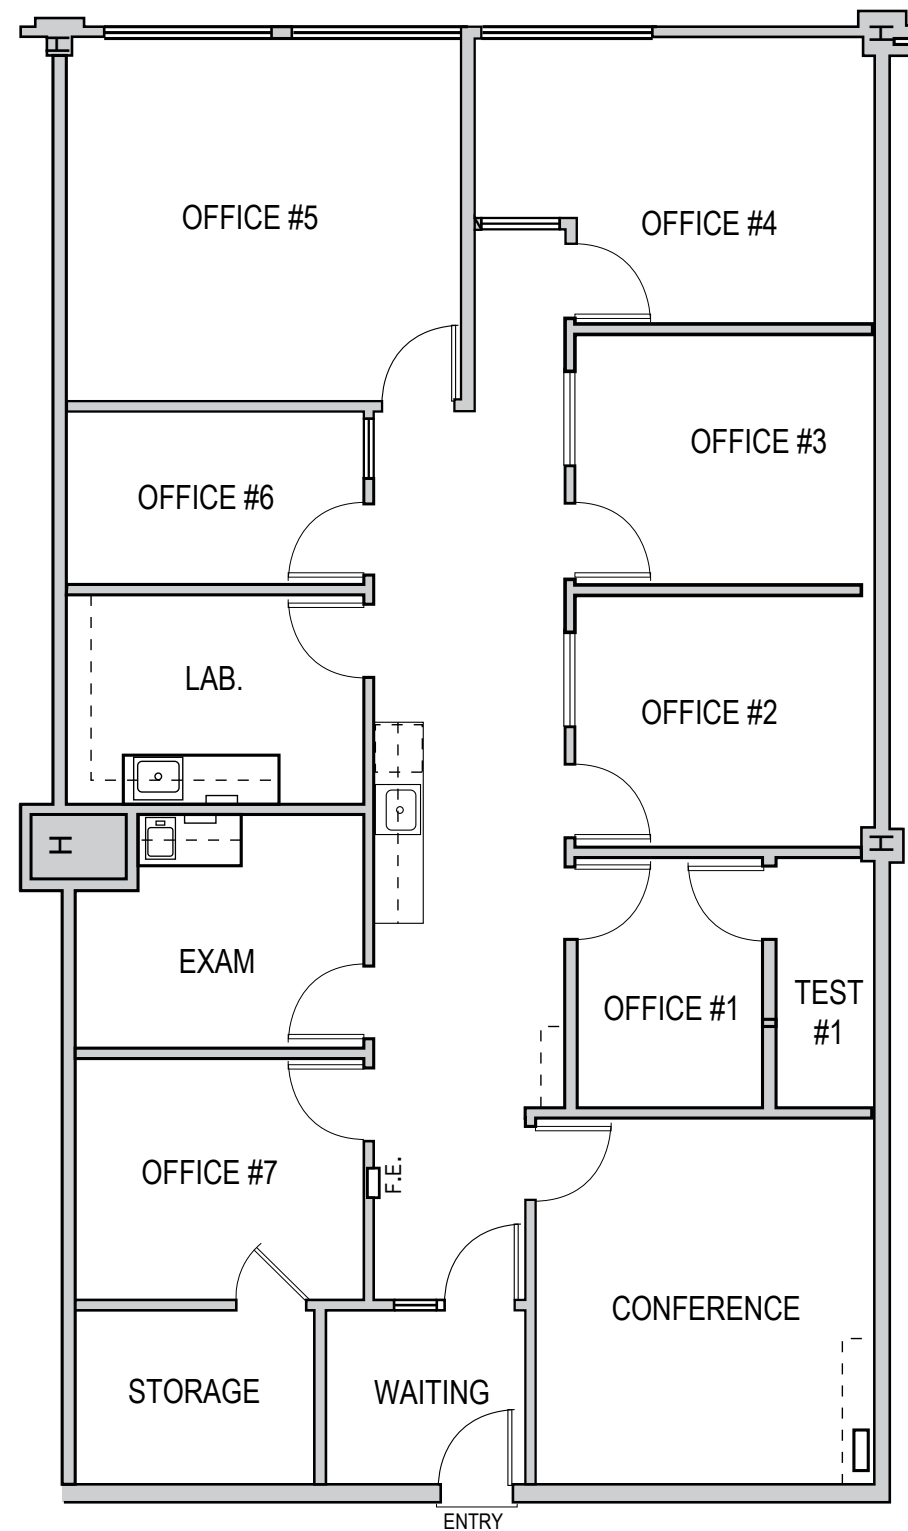 OFFICE #5
OFFICE #4
OFFICE #3
OFFICE #6
LAB.
OFFICE #2
EXAM
OFFICE #1
TEST
#1
OFFICE #7
F.E.
CONFERENCE
STORAGE
WAITING
ENTRY